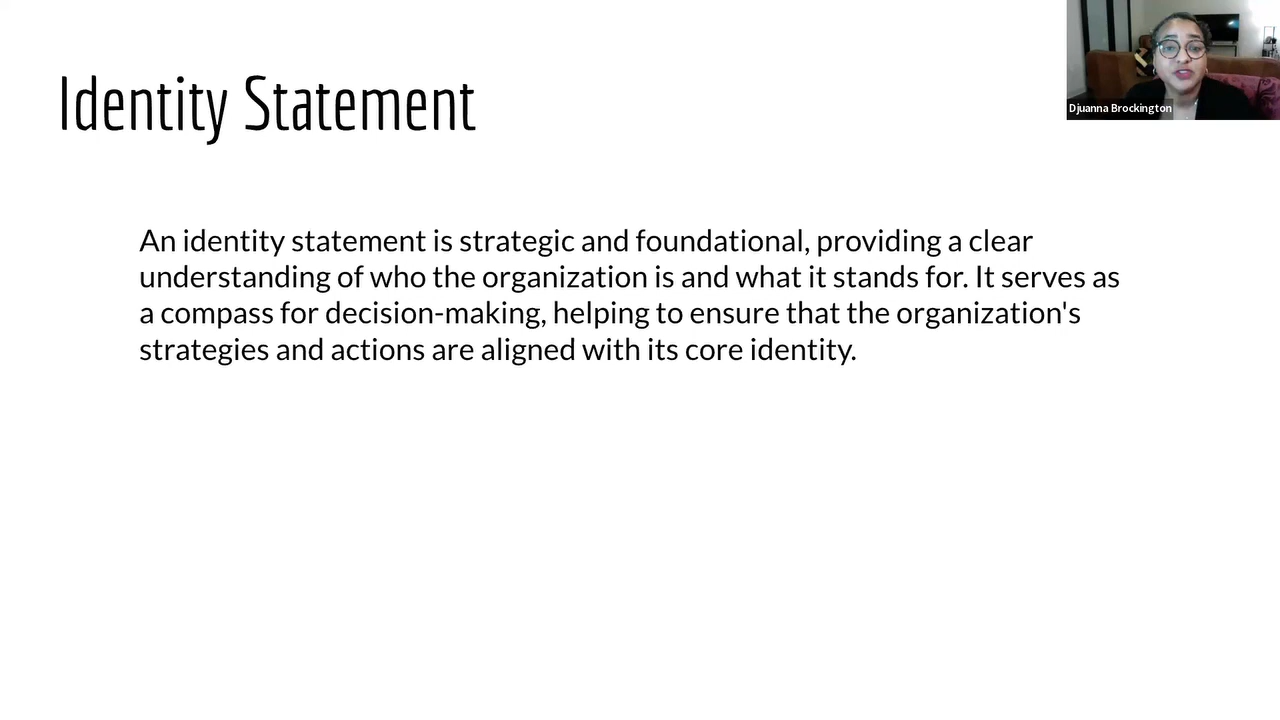 Identity Statement
Djuanna Brockington
An identity statement is strategic and foundational, providing a clear
understanding of who the organization is and what it stands for. It serves as
a compass for decision-making, helping to ensure that the organization's
strategies and actions are aligned with its core identity.